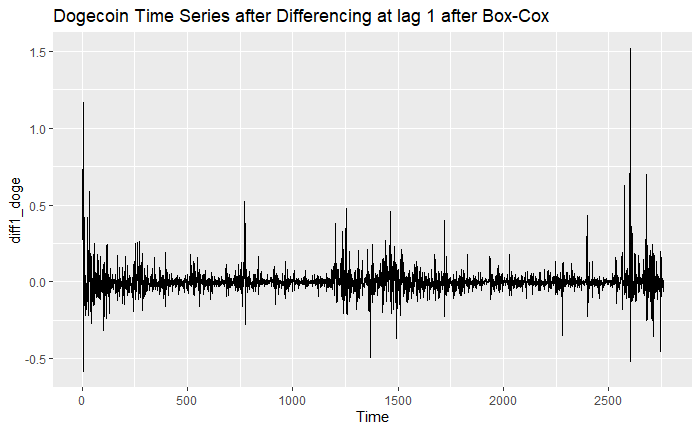 Dogecoin Time Series after Differencing at lag 1 after Box-Cox
diff1_doge
1.5
1.0
0.5
0.0
-0.5
0 500 1000 1500 2000 2500
Time